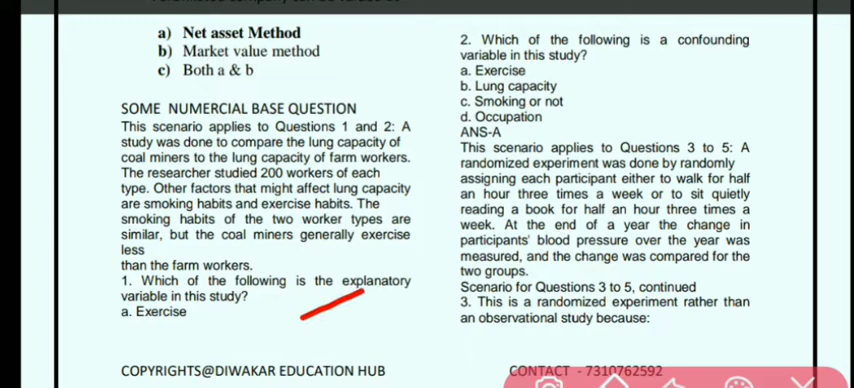 a) Net asset Method
b) Market value method
c) Both a & b
SOME NUMERCIAL BASE QUESTION
This scenario applies to Questions 1 and 2: A
study was done to compare the lung capacity of
coal miners to the lung capacity of farm workers.
The researcher studied 200 workers of each
type. Other factors that might affect lung capacity
are smoking habits and exercise habits. The
smoking habits of the two worker types are
similar, but the coal miners generally exercise
less
than the farm workers.
1. Which of the following is the explanatory
variable in this study?
a. Exercise
2. Which of the following is a confounding
variable in this study?
a. Exercise
b. Lung capacity
c. Smoking or not
d. Occupation
ANS-A
This scenario applies to Questions 3 to 5: A
randomized experiment was done by randomly
assigning each participant either to walk for half
an hour three times a week or to sit quietly
reading a book for half an hour three times a
week. At the end of a year the change in
participants' blood pressure over the year was
measured, and the change was compared for the
two groups.
Scenario for Questions 3 to 5, continued
3. This is a randomized experiment rather than
an observational study because:
COPYRIGHTS@DIWAKAR EDUCATION HUB
CONTACT - 7310762592